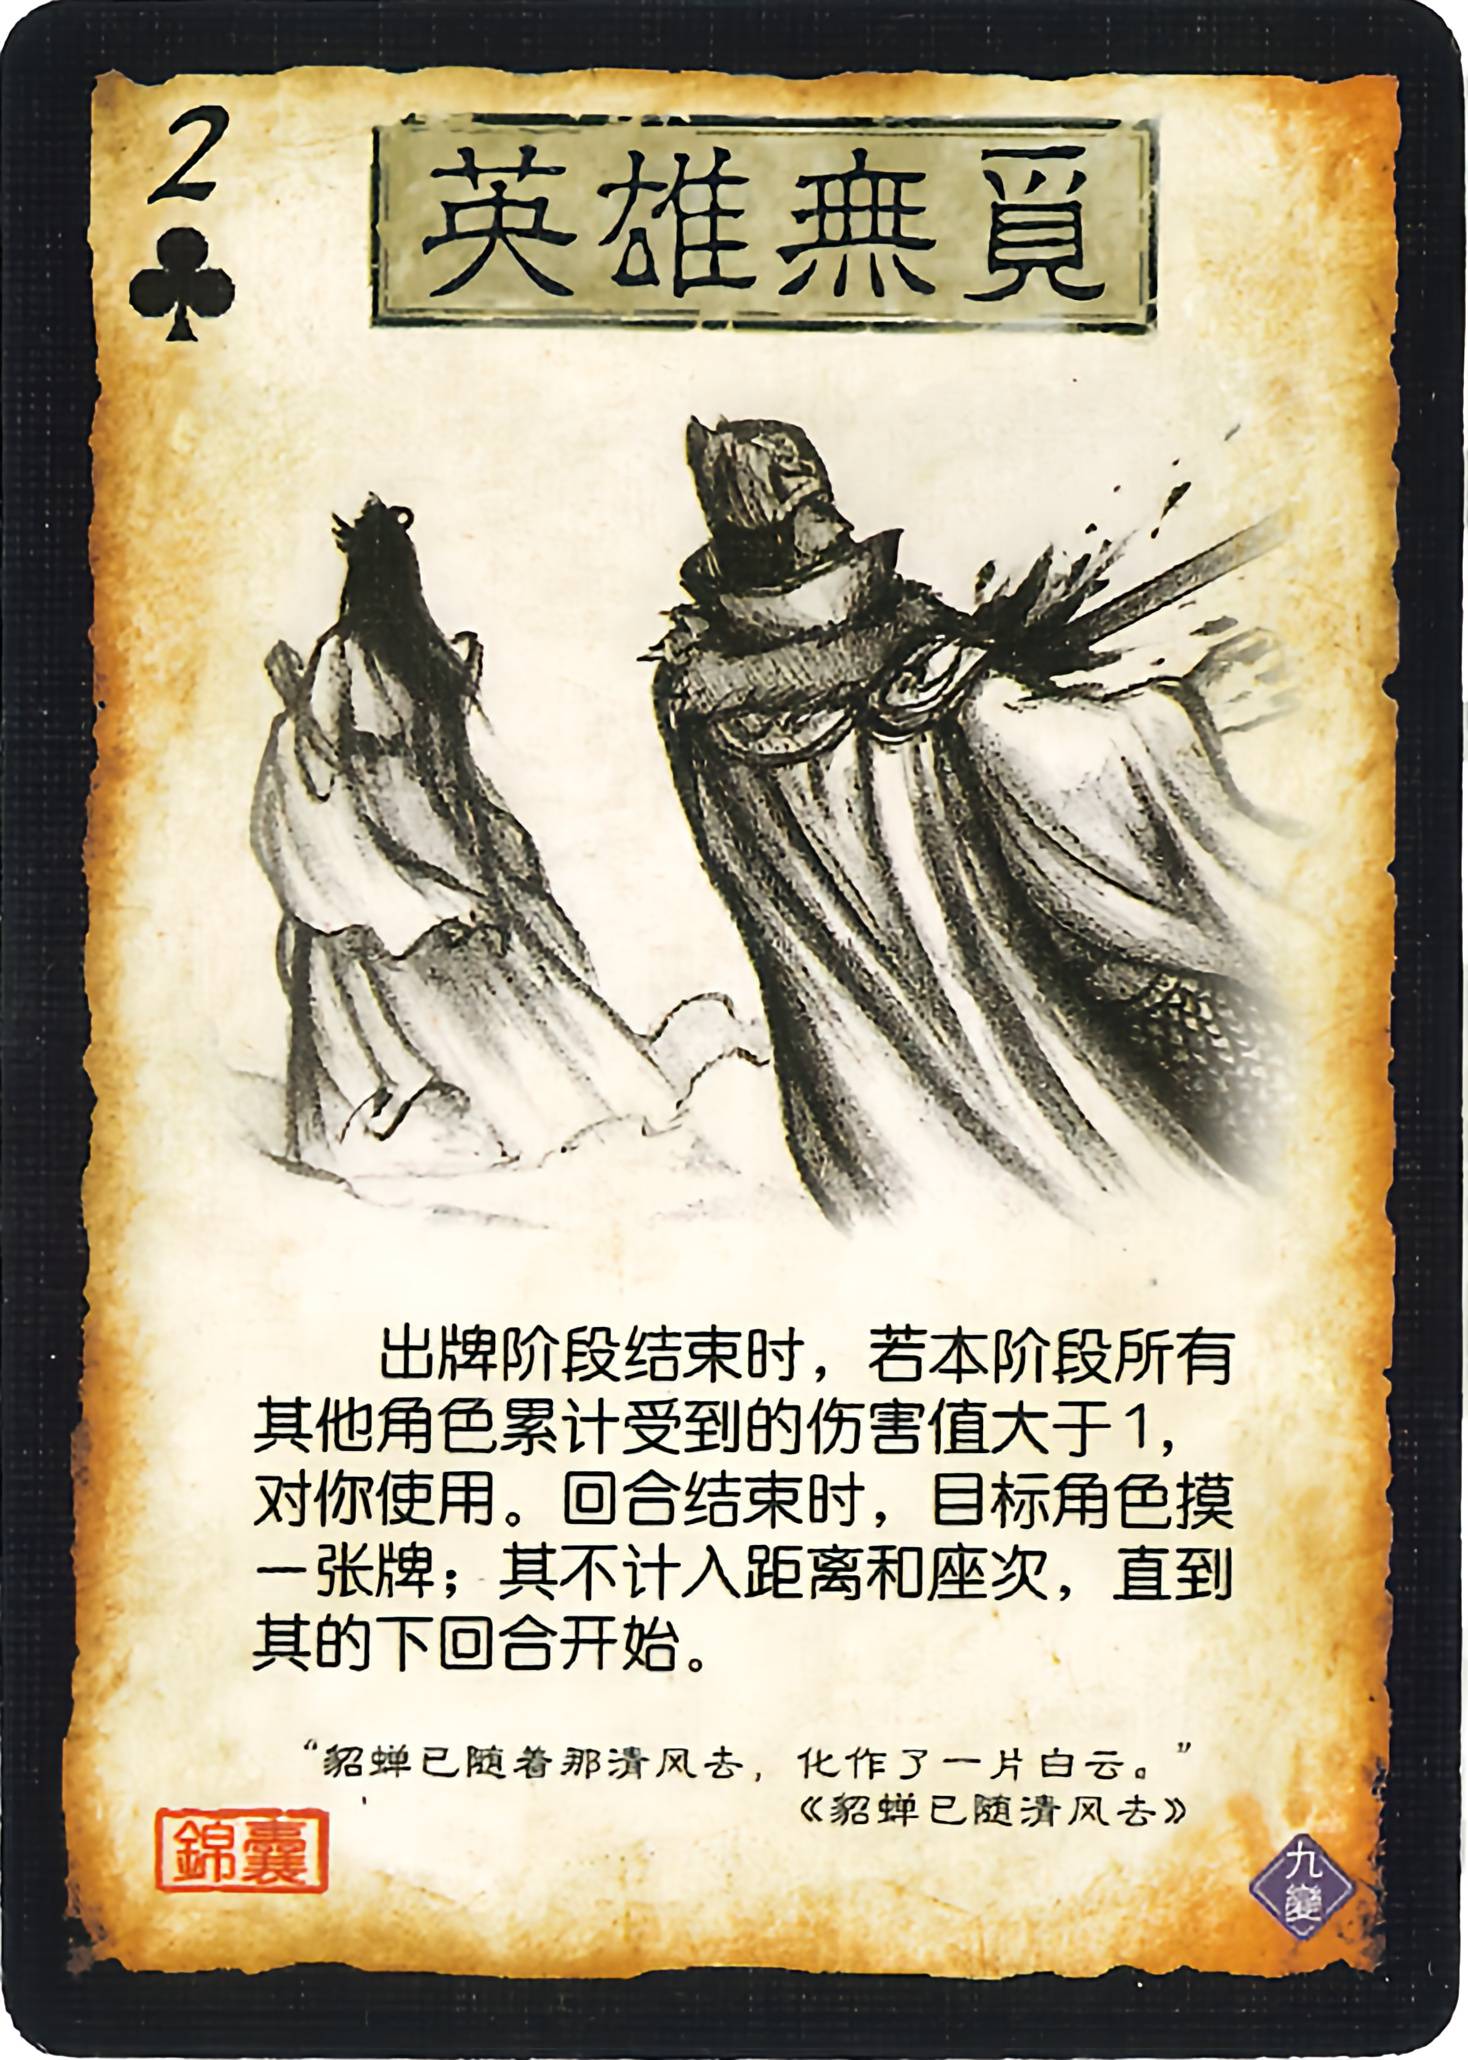 2
英雄無覓
出牌阶段结束时，若本阶段所有
其他角色累计受到的伤害值大于1，
对你使用。回合结束时，目标角色摸
一张牌；其不计入距离和座次，直到
其的下回合开始。
“貂蝉已随着那清风去，化作了一片白云。”
《貂蝉已随清风去》
錦囊
九變